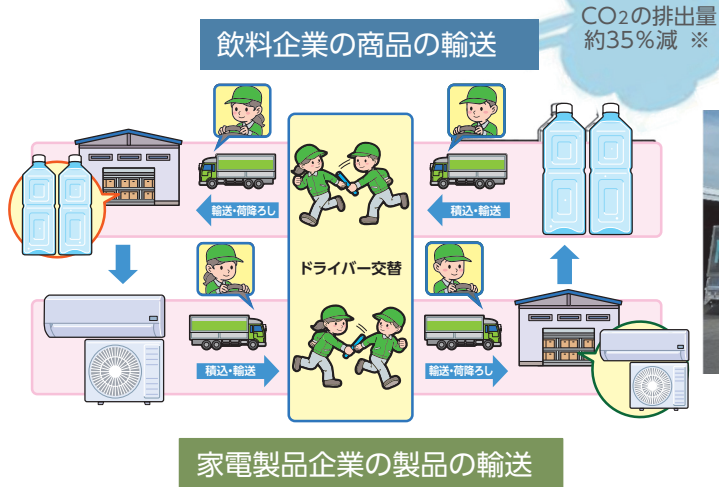 CO2の排出量
約35%減 ※
飲料企業の商品の輸送
輸送・荷降ろし
積込・輸送
ドライバー交替
積込・輸送
輸送・荷降ろし
家電製品企業の製品の輸送